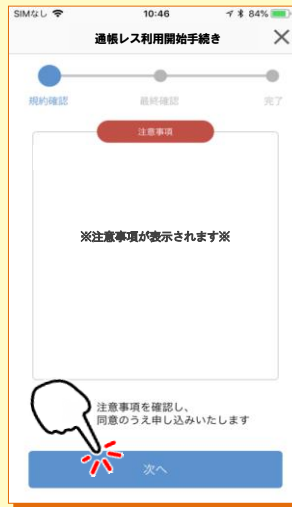 SIMなし 10:46 84%
通帳レス利用開始手続き
規約確認 最終確認 完了
注意事項
※注意事項が表示されます※
注意事項を確認し、
同意のうえ申し込みいたします
次へ